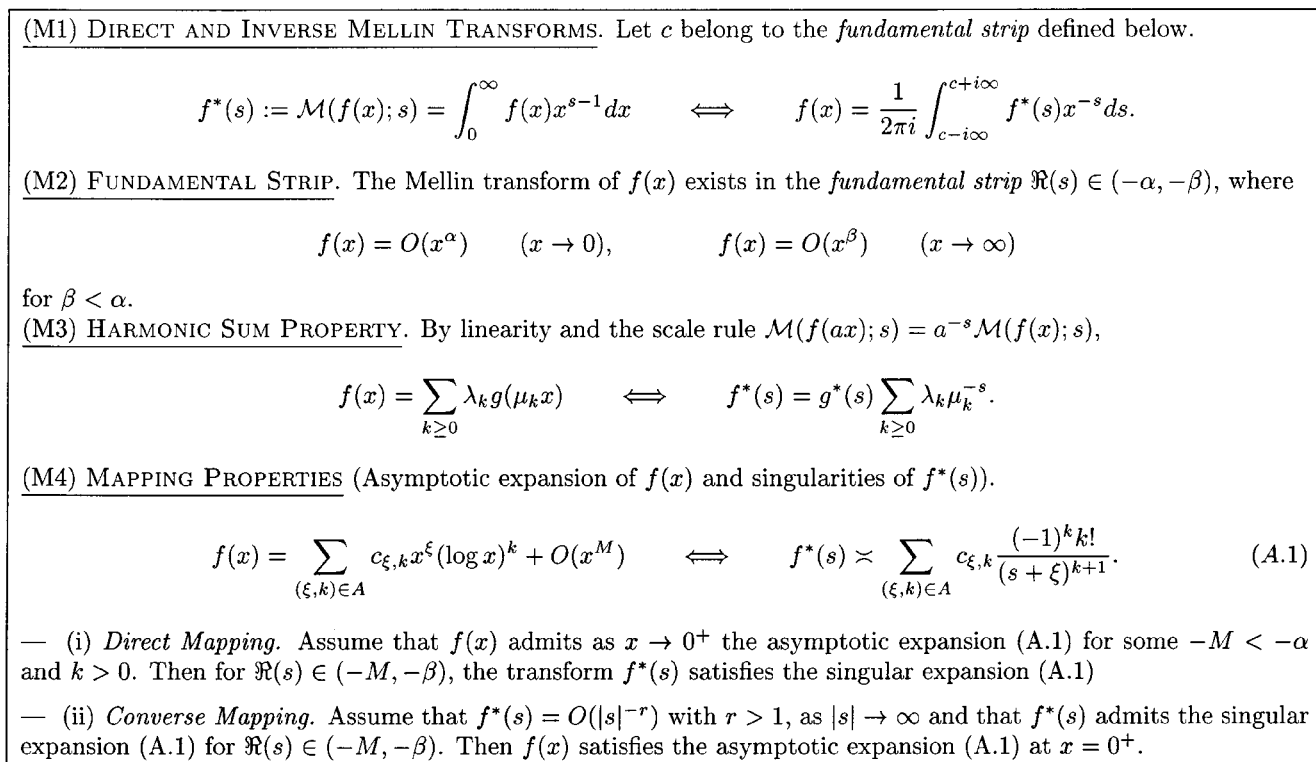 (M1) DIRECT AND INVERSE MELLIN TRANSFORMS. Let c belong to the fundamental strip defined below.
f*(s) := M(f(x); s) = ∫₀^∞ f(x)x^{s−1}dx ⟺ f(x) = \frac{1}{2πi} ∫_{c−i∞}^{c+i∞} f*(s)x^{−s}ds.
(M2) FUNDAMENTAL STRIP. The Mellin transform of f(x) exists in the fundamental strip ℜ(s) ∈ (−α, −β), where
f(x) = O(x^α) (x → 0), f(x) = O(x^β) (x → ∞)
for β < α.
(M3) HARMONIC SUM PROPERTY. By linearity and the scale rule M(f(ax); s) = a^{−s}M(f(x); s),
f(x) = ∑_{k≥0} λ_k g(μ_k x) ⟺ f*(s) = g*(s) ∑_{k≥0} λ_k μ_k^{−s}.
(M4) MAPPING PROPERTIES (Asymptotic expansion of f(x) and singularities of f*(s)).
f(x) = ∑_{(ξ,k)∈A} c_{ξ,k} x^ξ (log x)^k + O(x^M) ⟺ f*(s) ≍ ∑_{(ξ,k)∈A} c_{ξ,k} \frac{(−1)^k k!}{(s + ξ)^{k+1}}. (A.1)
— (i) Direct Mapping. Assume that f(x) admits as x → 0⁺ the asymptotic expansion (A.1) for some −M < −α
and k > 0. Then for ℜ(s) ∈ (−M, −β), the transform f*(s) satisfies the singular expansion (A.1)
— (ii) Converse Mapping. Assume that f*(s) = O(|s|^{−r}) with r > 1, as |s| → ∞ and that f*(s) admits the singular
expansion (A.1) for ℜ(s) ∈ (−M, −β). Then f(x) satisfies the asymptotic expansion (A.1) at x = 0⁺.